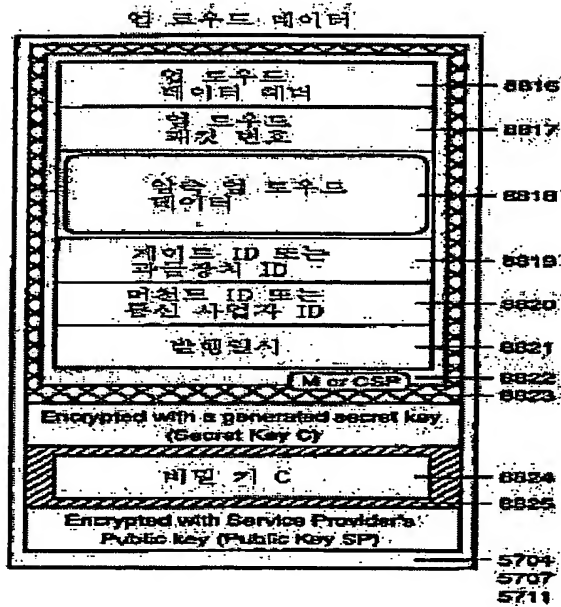 업 로우드 데이터
업 로우드
데이터 헤더
8816
업 로우드
패킷 번호
8817
압축 업 로우드
데이터
8818
게이트 ID 또는
과금장치 ID
8819
머천트 ID 또는
통신 사업자 ID
8820
발행일시
8821
M or CSP
8822
8823
Encrypted with a generated secret key
(Secret Key C)
비밀 키 C
8824
8825
Encrypted with Service Provider's
Public key (Public Key SP)
5704
5707
5711